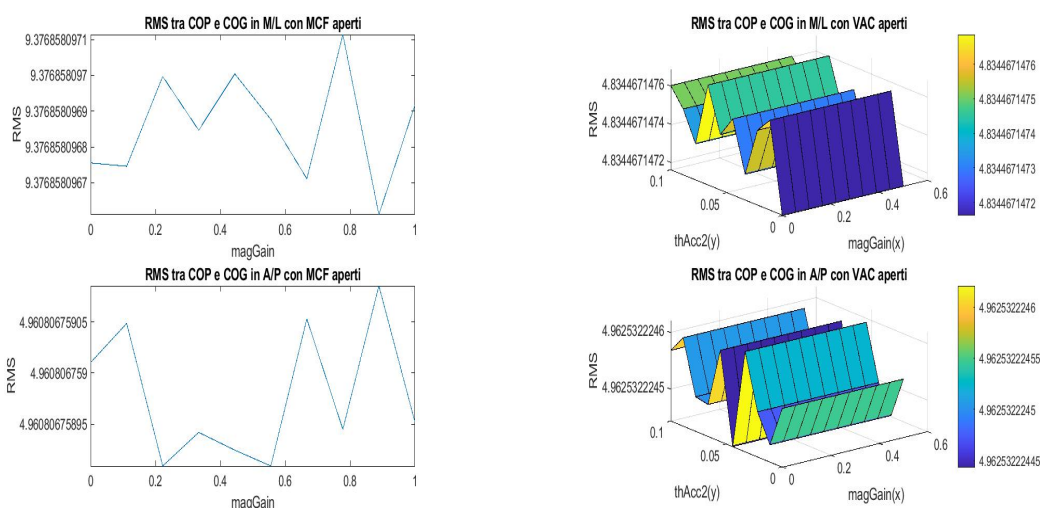 RMS tra COP e COG in M/L con MCF aperti
9.3768580971
9.376858097
9.3768580969
9.3768580968
9.3768580967
RMS
0 0.2 0.4 0.6 0.8 1
magGain
RMS tra COP e COG in M/L con VAC aperti
4.8344671476
4.8344671474
4.8344671472
RMS
0.1
0.05
0
0 0.2 0.4 0.6
thAcc2(y)
magGain(x)
4.8344671476
4.8344671475
4.8344671474
4.8344671473
4.8344671472
RMS tra COP e COG in A/P con MCF aperti
4.96080675905
4.960806759
4.96080675895
RMS
0 0.2 0.4 0.6 0.8 1
magGain
RMS tra COP e COG in A/P con VAC aperti
4.9625322246
4.9625322245
RMS
0.1
0.05
0
0 0.2 0.4 0.6
thAcc2(y)
magGain(x)
4.9625322246
4.96253222455
4.9625322245
4.96253222445